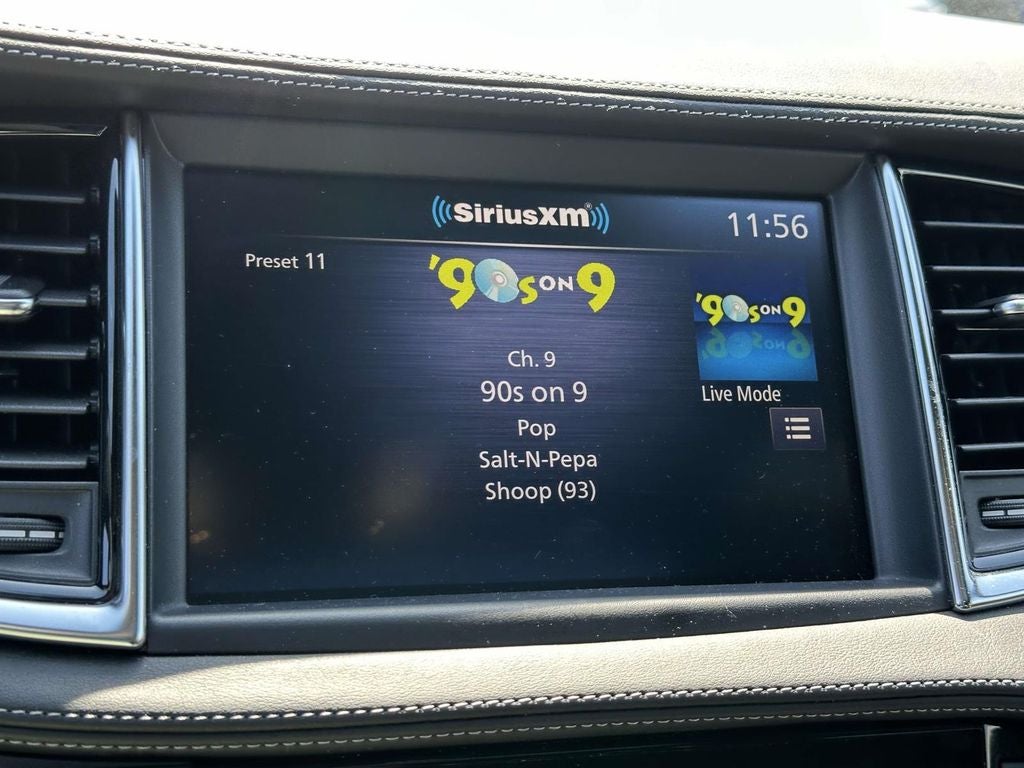 SiriusXM®
11:56
Preset 11
'90s ON 9
'90s ON 9
Ch. 9
90s on 9
Live Mode
Pop
Salt-N-Pepa
Shoop (93)